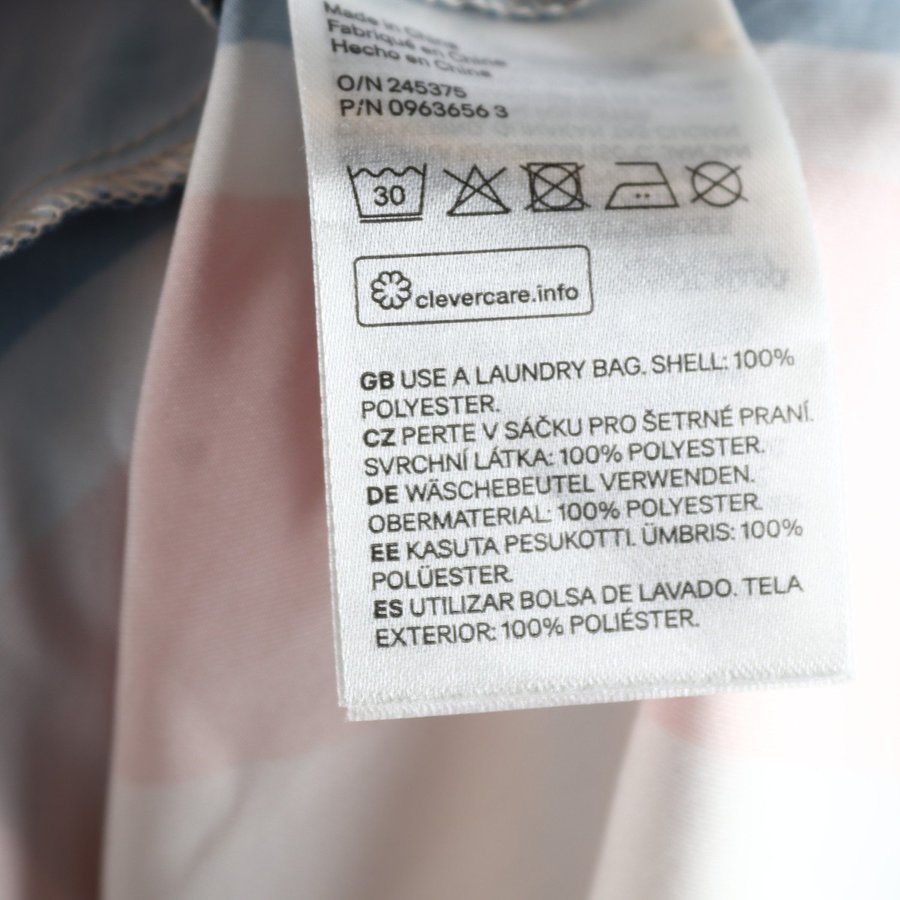 Made in China
Fabriqué en Chine
Hecho en China
O/N 245375
P/N 0963656 3
30
clevercare.info
GB USE A LAUNDRY BAG. SHELL: 100%
POLYESTER.
CZ PERTE V SÁČKU PRO ŠETRNÉ PRANÍ.
SVRCHNÍ LÁTKA: 100% POLYESTER.
DE WÄSCHEBEUTEL VERWENDEN.
OBERMATERIAL: 100% POLYESTER.
EE KASUTA PESUKOTTI. ÜMBRIS: 100%
POLÜESTER.
ES UTILIZAR BOLSA DE LAVADO. TELA
EXTERIOR: 100% POLIÉSTER.